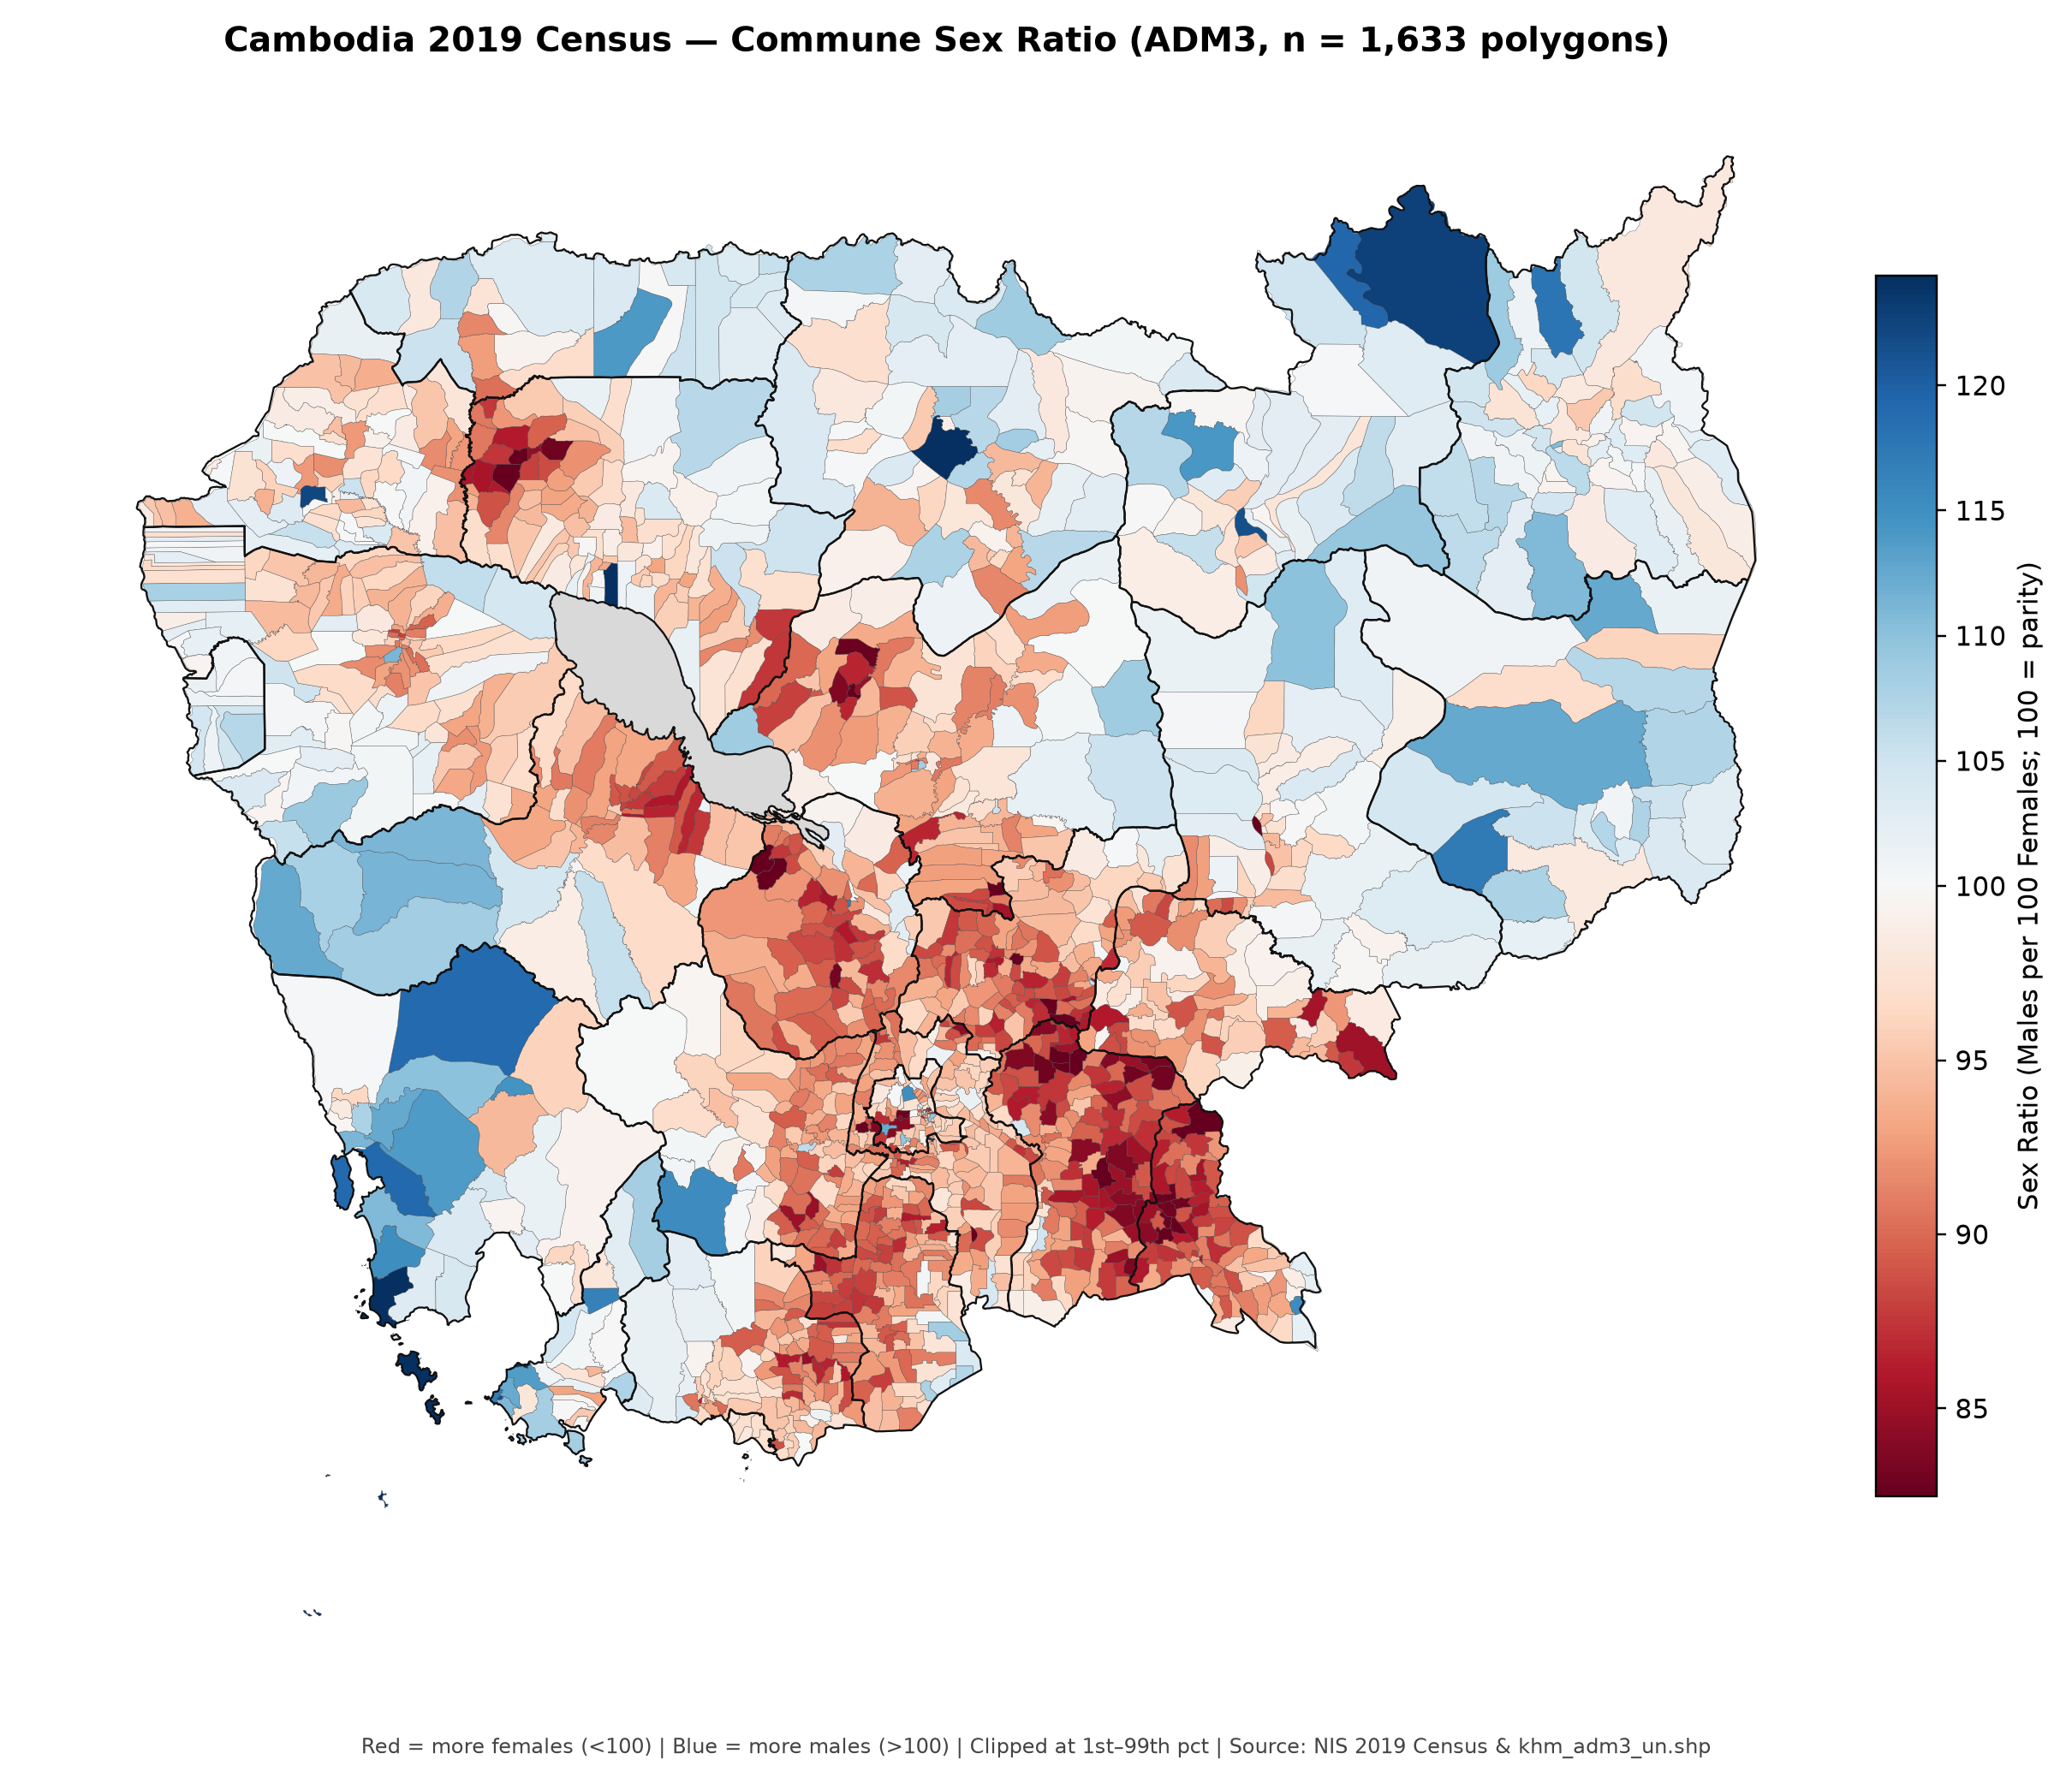 Cambodia 2019 Census — Commune Sex Ratio (ADM3, n = 1,633 polygons)
120
115
110
105
100
95
90
85
Sex Ratio (Males per 100 Females; 100 = parity)
Red = more females (<100) | Blue = more males (>100) | Clipped at 1st–99th pct | Source: NIS 2019 Census & khm_adm3_un.shp